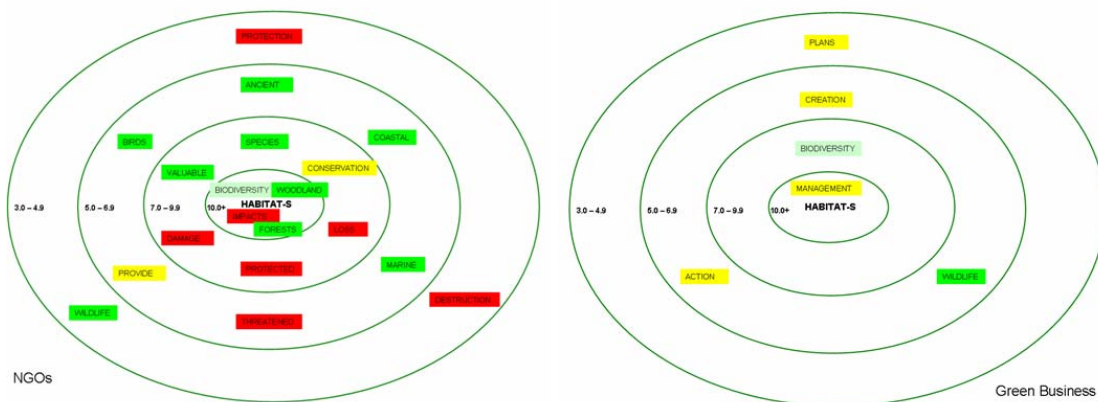 PROTECTION
ANCIENT
BIRDS
SPECIES
COASTAL
VALUABLE
CONSERVATION
BIODIVERSITY
WOODLAND
3.0 – 4.9
5.0 – 6.9
7.0 – 9.9
10.0+
HABITAT-S
IMPACTS
FORESTS
LOSS
DAMAGE
PROTECTED
MARINE
PROVIDE
DESTRUCTION
WILDLIFE
THREATENED
NGOs
PLANS
CREATION
BIODIVERSITY
MANAGEMENT
3.0 – 4.9
5.0 – 6.9
7.0 – 9.9
10.0+
HABITAT-S
ACTION
WILDLIFE
Green Business